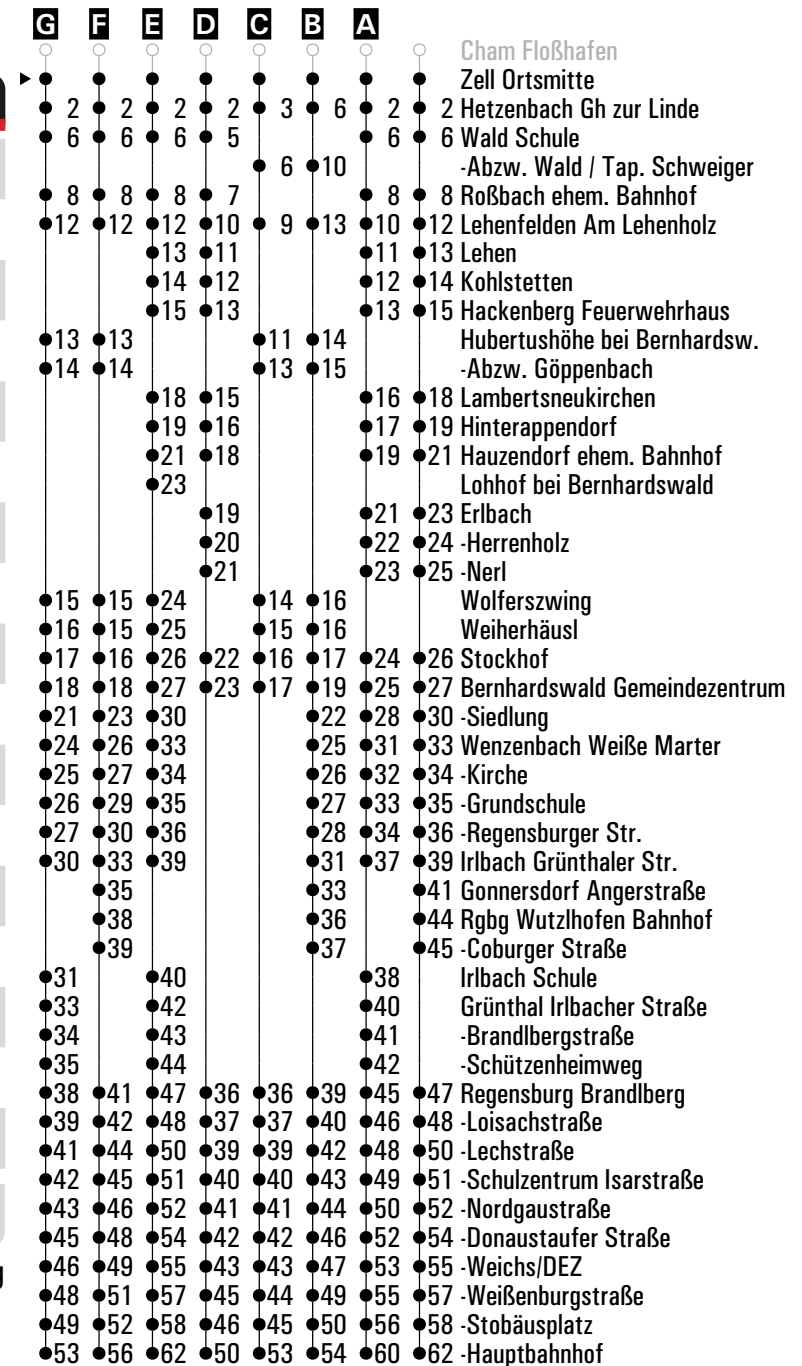 G F E D C B A
Cham Floßhafen
Zell Ortsmitte
2 2 2 2 3 6 2 2 Hetzenbach Gh zur Linde
6 6 6 5 6 6 Wald Schule
6 10 -Abzw. Wald / Tap. Schweiger
8 8 8 7 8 8 Roßbach ehem. Bahnhof
12 12 12 10 9 13 10 12 Lehenfelden Am Lehenholz
13 11 11 13 Lehen
14 12 12 14 Kohlstetten
15 13 13 15 Hackenberg Feuerwehrhaus
13 13 11 14 Hubertushöhe bei Bernhardsw.
14 14 13 15 -Abzw. Göppenbach
18 15 16 18 Lambertsneukirchen
19 16 17 19 Hinterappendorf
21 18 19 21 Hauzendorf ehem. Bahnhof
23 Lohhof bei Bernhardswald
19 21 23 Erlbach
20 22 24 -Herrenholz
21 23 25 -Nerl
15 15 24 14 16 Wolferszwing
16 15 25 15 16 Weiherhäusl
17 16 26 22 16 17 24 26 Stockhof
18 18 27 23 17 19 25 27 Bernhardswald Gemeindezentrum
21 23 30 22 28 30 -Siedlung
24 26 33 25 31 33 Wenzenbach Weiße Marter
25 27 34 26 32 34 -Kirche
26 29 35 27 33 35 -Grundschule
27 30 36 28 34 36 -Regensburger Str.
30 33 39 31 37 39 Irlbach Grünthaler Str.
35 33 41 Gonnersdorf Angerstraße
38 36 44 Rgbg Wutzlhofen Bahnhof
39 37 45 -Coburger Straße
31 40 38 Irlbach Schule
33 42 40 Grünthal Irlbacher Straße
34 43 41 -Brandlbergstraße
35 44 42 -Schützenheimweg
38 41 47 36 36 39 45 47 Regensburg Brandlberg
39 42 48 37 37 40 46 48 -Loisachstraße
41 44 50 39 39 42 48 50 -Lechstraße
42 45 51 40 40 43 49 51 -Schulzentrum Isarstraße
43 46 52 41 41 44 50 52 -Nordgaustraße
45 48 54 42 42 46 52 54 -Donaustaufer Straße
46 49 55 43 43 47 53 55 -Weichs/DEZ
48 51 57 45 44 49 55 57 -Weißenburgstraße
49 52 58 46 45 50 56 58 -Stobäusplatz
53 56 62 50 53 54 60 62 -Hauptbahnhof